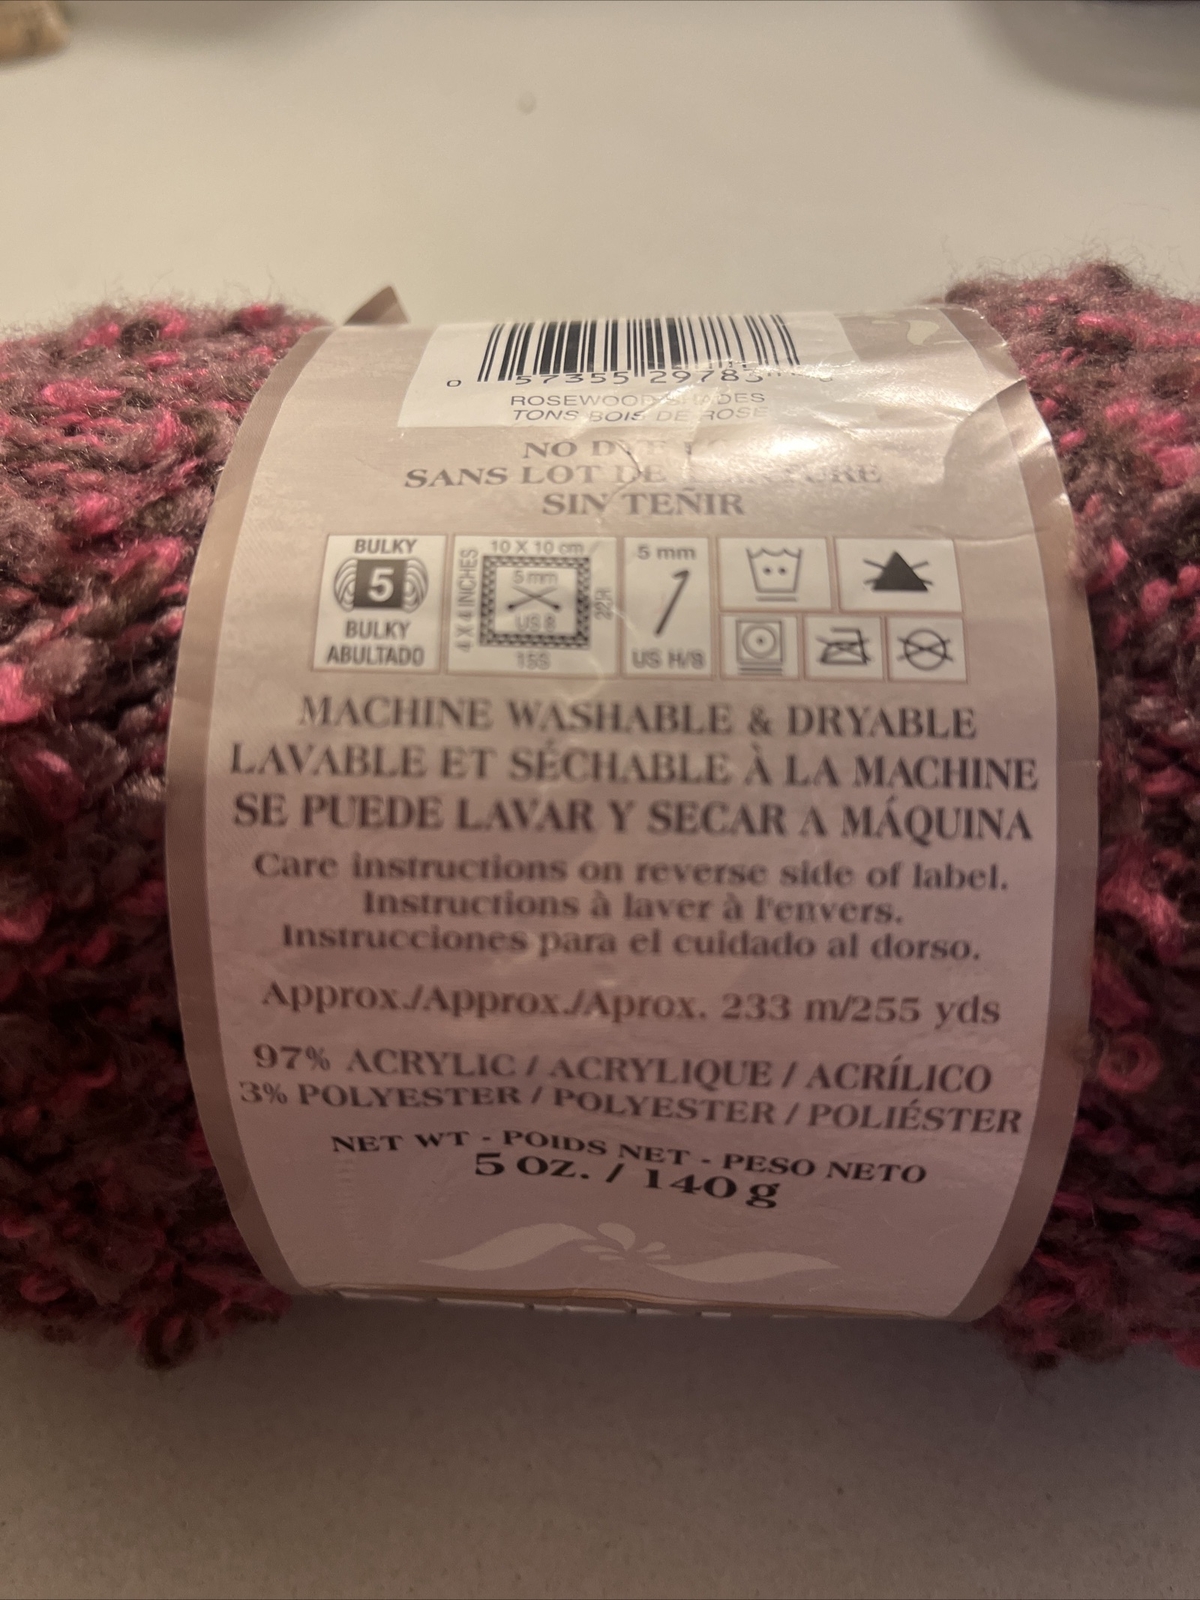 0 57355 29783
ROSEWOOD SHADES
TONS BOIS DE ROSE
NO DYE
SANS LOT DE
SIN TEÑIR
BULKY
5
BULKY
ABULTADO
10 X 10 cm
4 X 4 INCHES
5 mm
US 8
22R
15S
5 mm
US H/8
MACHINE WASHABLE & DRYABLE
LAVABLE ET SÉCHABLE À LA MACHINE
SE PUEDE LAVAR Y SECAR A MÁQUINA
Care instructions on reverse side of label.
Instructions à laver à l'envers.
Instrucciones para el cuidado al dorso.
Approx./Approx./Aprox. 233 m/255 yds
97% ACRYLIC / ACRYLIQUE / ACRÍLICO
3% POLYESTER / POLYESTER / POLIÉSTER
NET WT - POIDS NET - PESO NETO
5 OZ. / 140 g